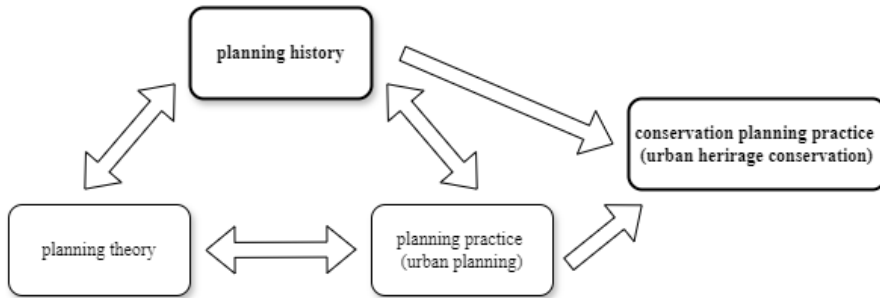 planning history
conservation planning practice
(urban herirage conservation)
planning theory
planning practice
(urban planning)